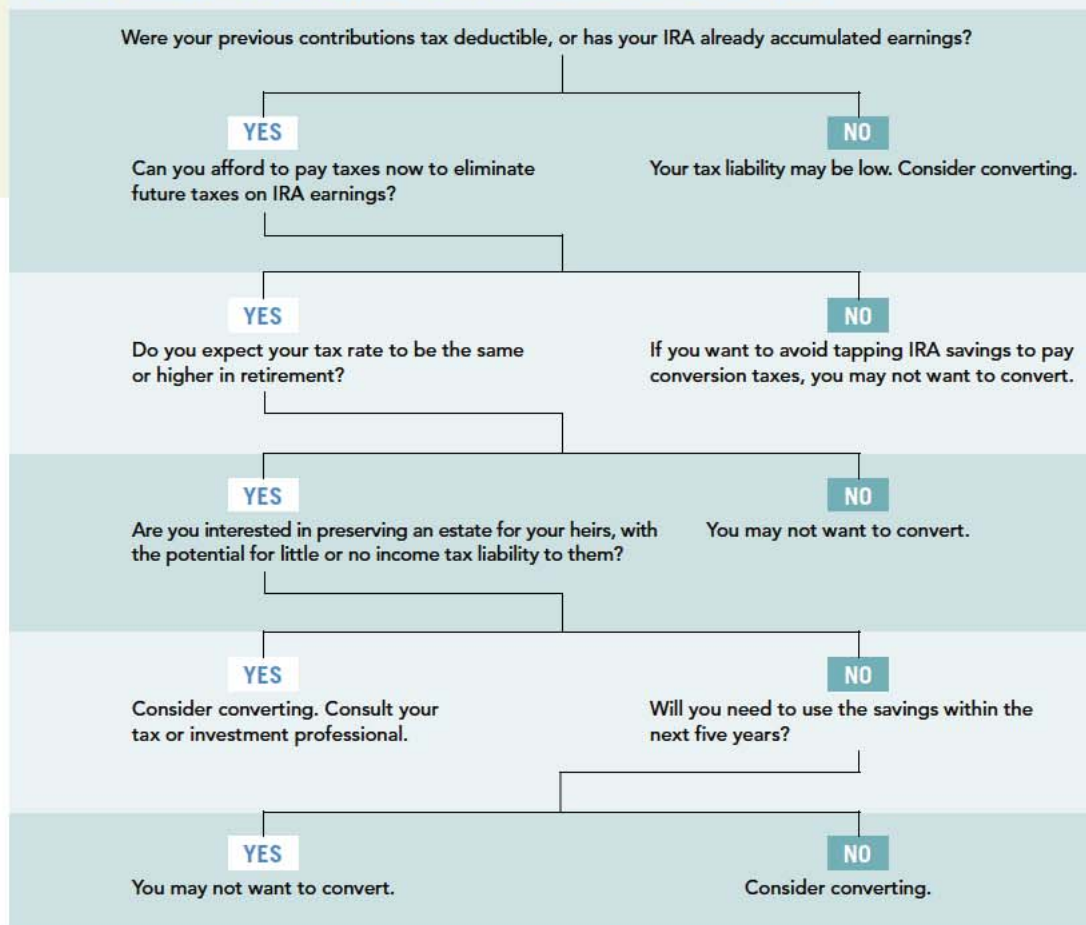 Were your previous contributions tax deductible, or has your IRA already accumulated earnings?
YES
Can you afford to pay taxes now to eliminate
future taxes on IRA earnings?
NO
Your tax liability may be low. Consider converting.
YES
Do you expect your tax rate to be the same
or higher in retirement?
NO
If you want to avoid tapping IRA savings to pay
conversion taxes, you may not want to convert.
YES
Are you interested in preserving an estate for your heirs, with
the potential for little or no income tax liability to them?
NO
You may not want to convert.
YES
Consider converting. Consult your
tax or investment professional.
NO
Will you need to use the savings within the
next five years?
YES
You may not want to convert.
NO
Consider converting.